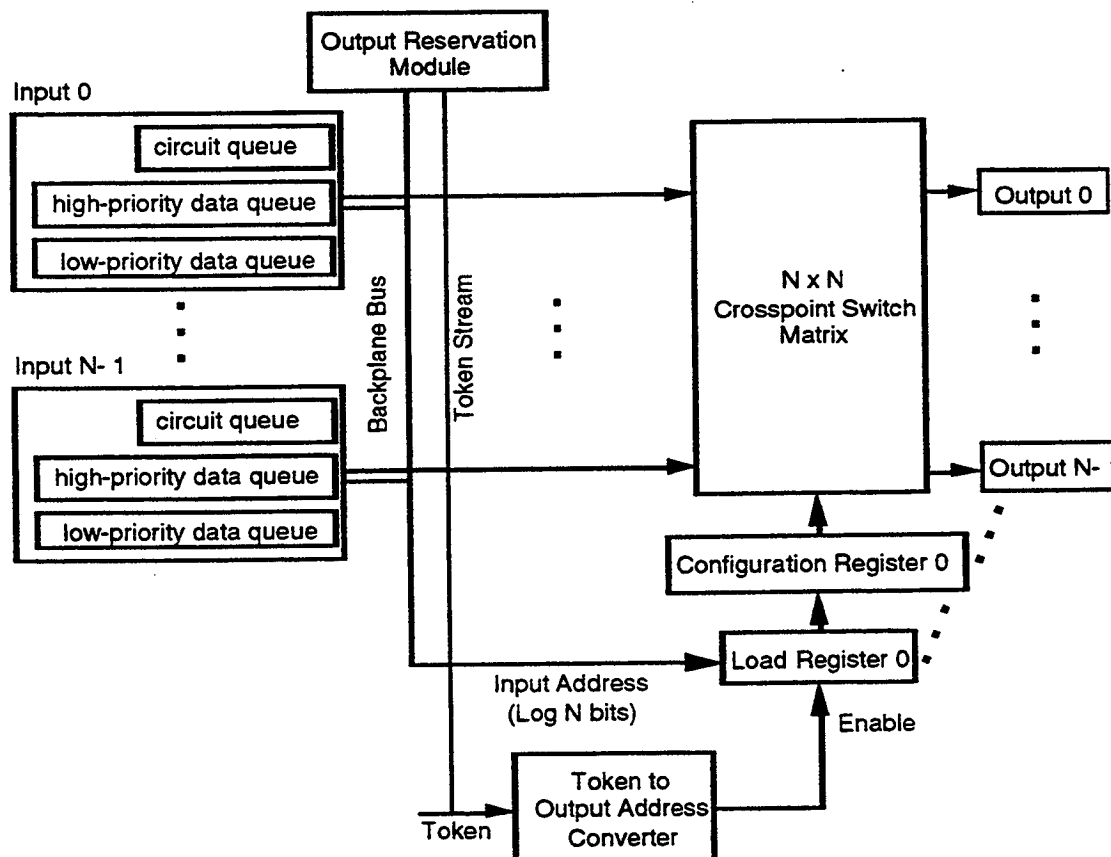 Output Reservation
Module
Input 0
circuit queue
high-priority data queue
low-priority data queue
Input N- 1
circuit queue
high-priority data queue
low-priority data queue
Backplane Bus
Token Stream
N x N
Crosspoint Switch
Matrix
Output 0
Output N- 1
Configuration Register 0
Load Register 0
Input Address
(Log N bits)
Enable
Token
Token to
Output Address
Converter